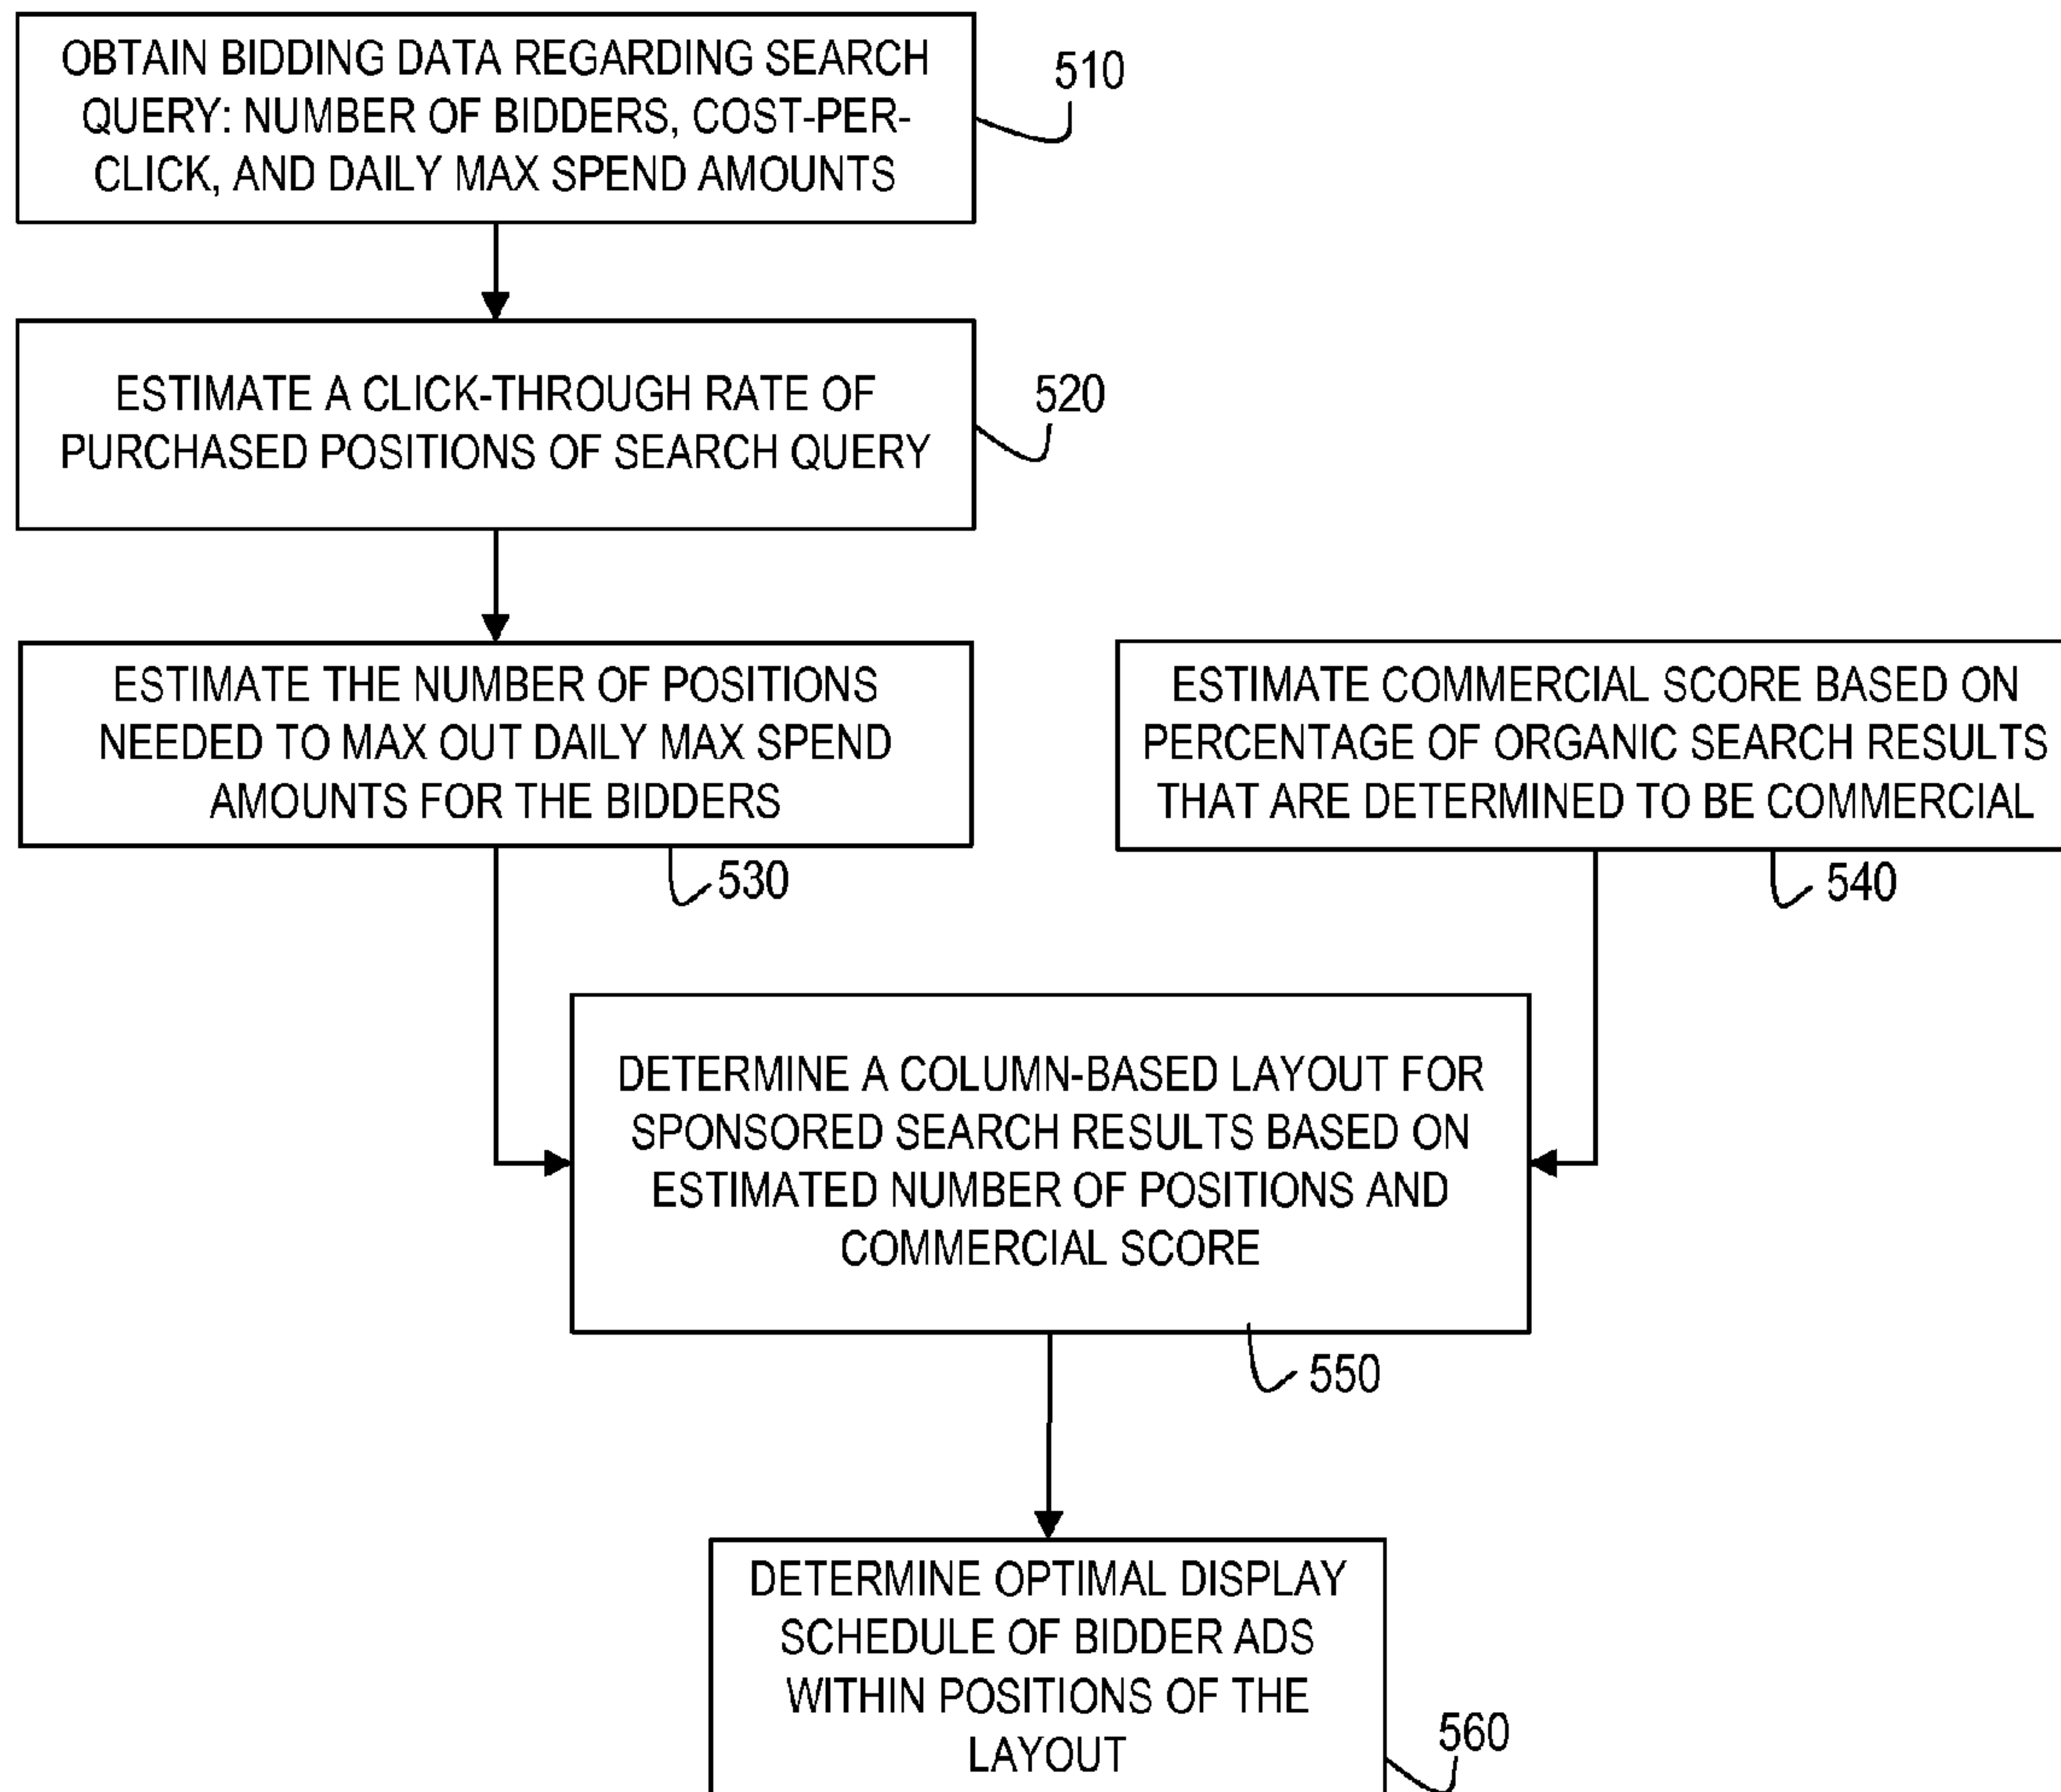 OBTAIN BIDDING DATA REGARDING SEARCH
QUERY: NUMBER OF BIDDERS, COST-PER-
CLICK, AND DAILY MAX SPEND AMOUNTS
510
ESTIMATE A CLICK-THROUGH RATE OF
PURCHASED POSITIONS OF SEARCH QUERY
520
ESTIMATE THE NUMBER OF POSITIONS
NEEDED TO MAX OUT DAILY MAX SPEND
AMOUNTS FOR THE BIDDERS
530
ESTIMATE COMMERCIAL SCORE BASED ON
PERCENTAGE OF ORGANIC SEARCH RESULTS
THAT ARE DETERMINED TO BE COMMERCIAL
540
DETERMINE A COLUMN-BASED LAYOUT FOR
SPONSORED SEARCH RESULTS BASED ON
ESTIMATED NUMBER OF POSITIONS AND
COMMERCIAL SCORE
550
DETERMINE OPTIMAL DISPLAY
SCHEDULE OF BIDDER ADS
WITHIN POSITIONS OF THE
LAYOUT
560